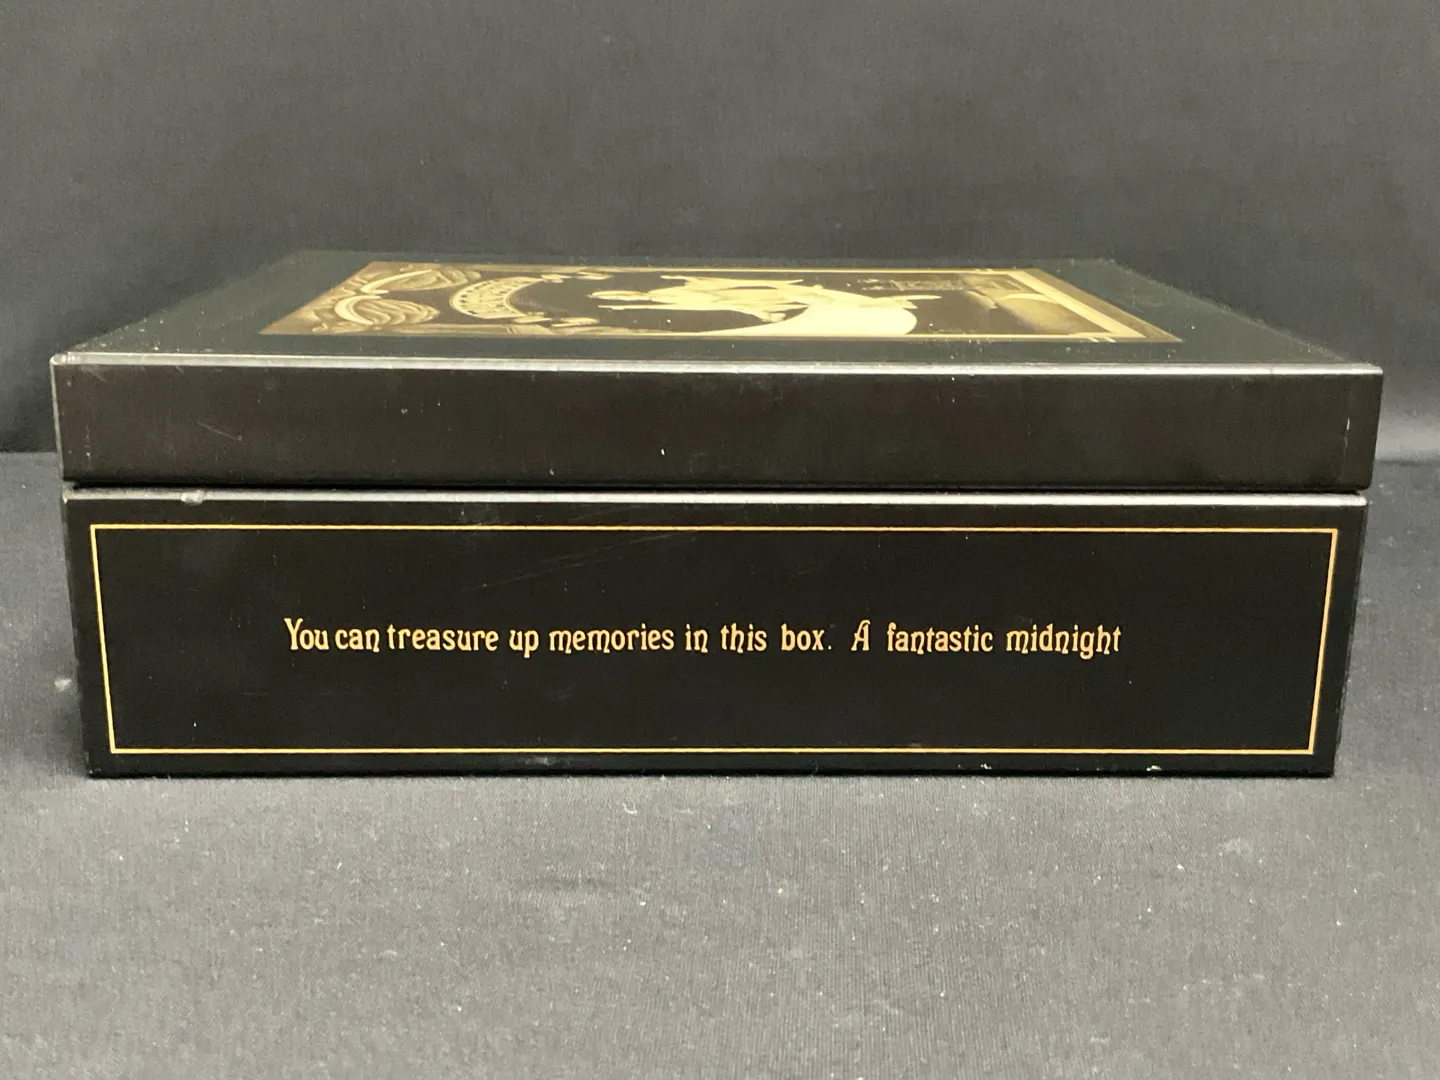 You can treasure up memories in this box. A fantastic midnight